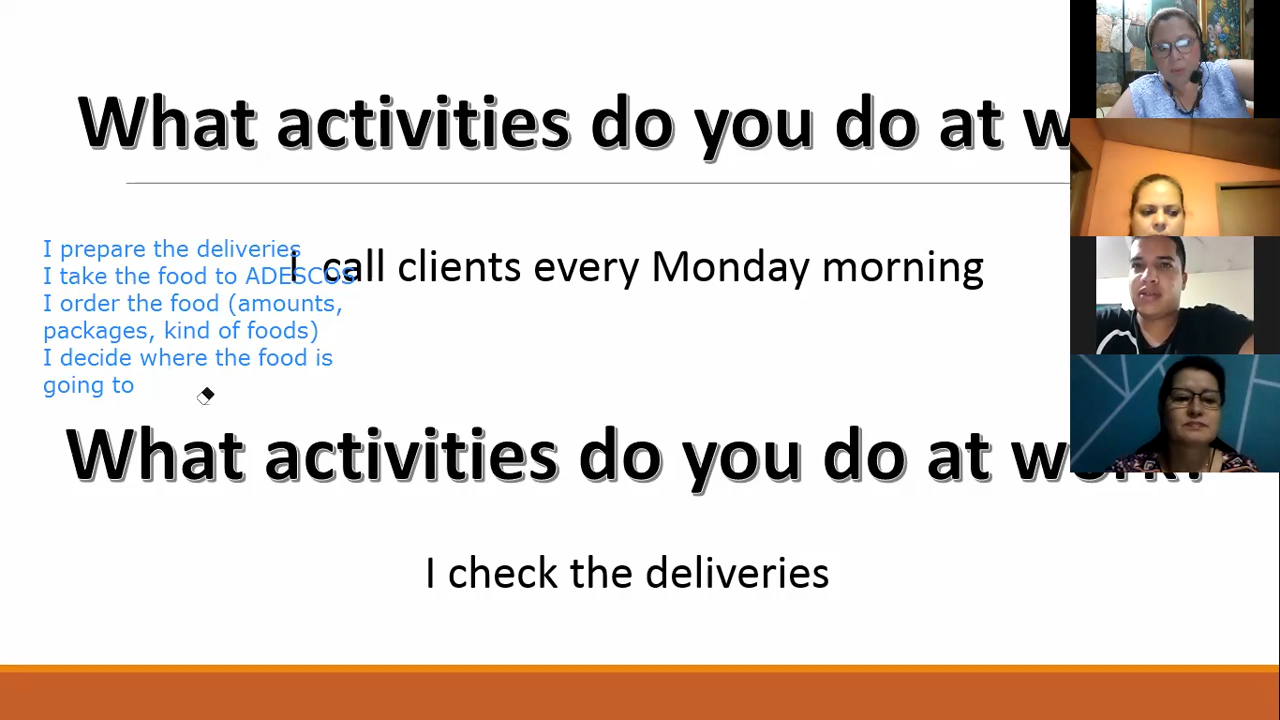 What activities do you do at w
I prepare the deliveries
I call clients every Monday morning
I take the food to ADESCOS
I order the food (amounts,
packages, kind of foods)
I decide where the food is
going to
What activities do you do at work?
I check the deliveries